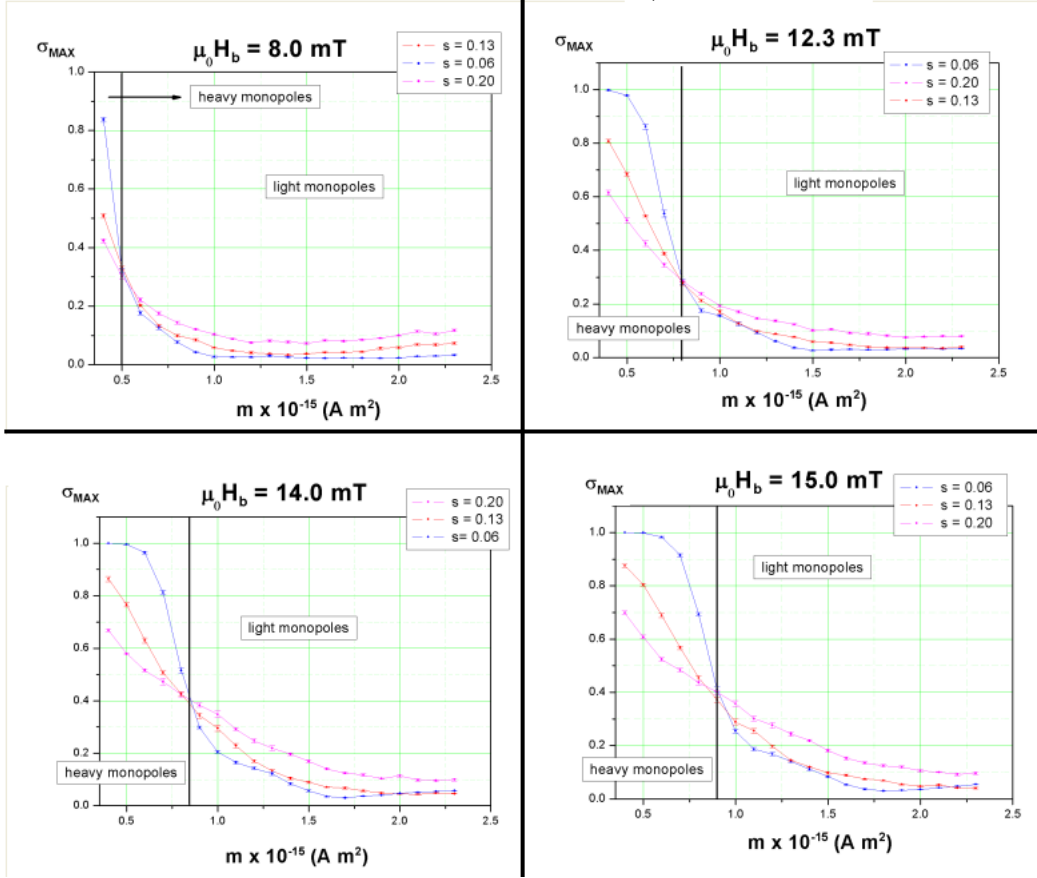 σMAX
μ0Hb = 8.0 mT
s = 0.13
s = 0.06
s = 0.20
heavy monopoles
light monopoles
1.0
0.8
0.6
0.4
0.2
0.0
0.5 1.0 1.5 2.0 2.5
m x 10-15 (A m2)
σMAX
μ0Hb = 12.3 mT
s = 0.06
s = 0.20
s = 0.13
light monopoles
heavy monopoles
1.0
0.8
0.6
0.4
0.2
0.0
0.5 1.0 1.5 2.0 2.5
m x 10-15 (A m2)
σMAX
μ0Hb = 14.0 mT
s = 0.20
s = 0.13
s= 0.06
light monopoles
heavy monopoles
1.0
0.8
0.6
0.4
0.2
0.0
0.5 1.0 1.5 2.0 2.5
m x 10-15 (A m2)
σMAX
μ0Hb = 15.0 mT
s = 0.06
s = 0.13
s = 0.20
light monopoles
heavy monopoles
1.0
0.8
0.6
0.4
0.2
0.0
0.5 1.0 1.5 2.0 2.5
m x 10-15 (A m2)